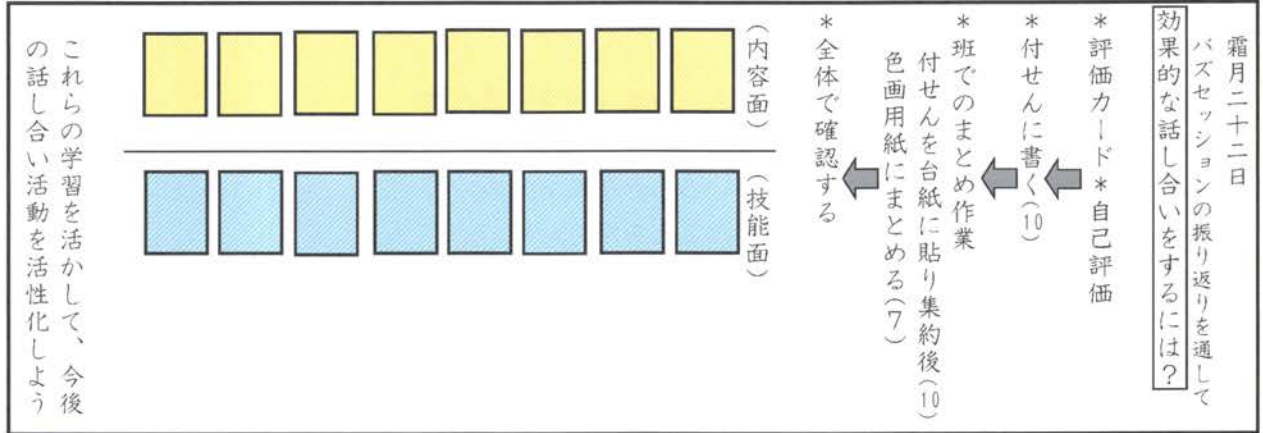 霜月二十二日
バズセッションの振り返りを通して
効果的な話し合いをするには？
＊評価カード＊自己評価
＊付せんに書く（10）
＊班でのまとめ作業
付せんを台紙に貼り集約後（10）
色画用紙にまとめる（7）
＊全体で確認する
（内容面）
（技能面）
これらの学習を活かして、今後
の話し合い活動を活性化しよう